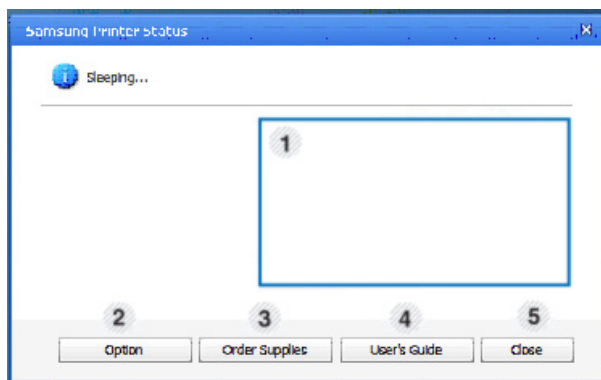 Samsung Printer Status
Sleeping...
1
2 3 4 5
Option Order Supplies User's Guide Close